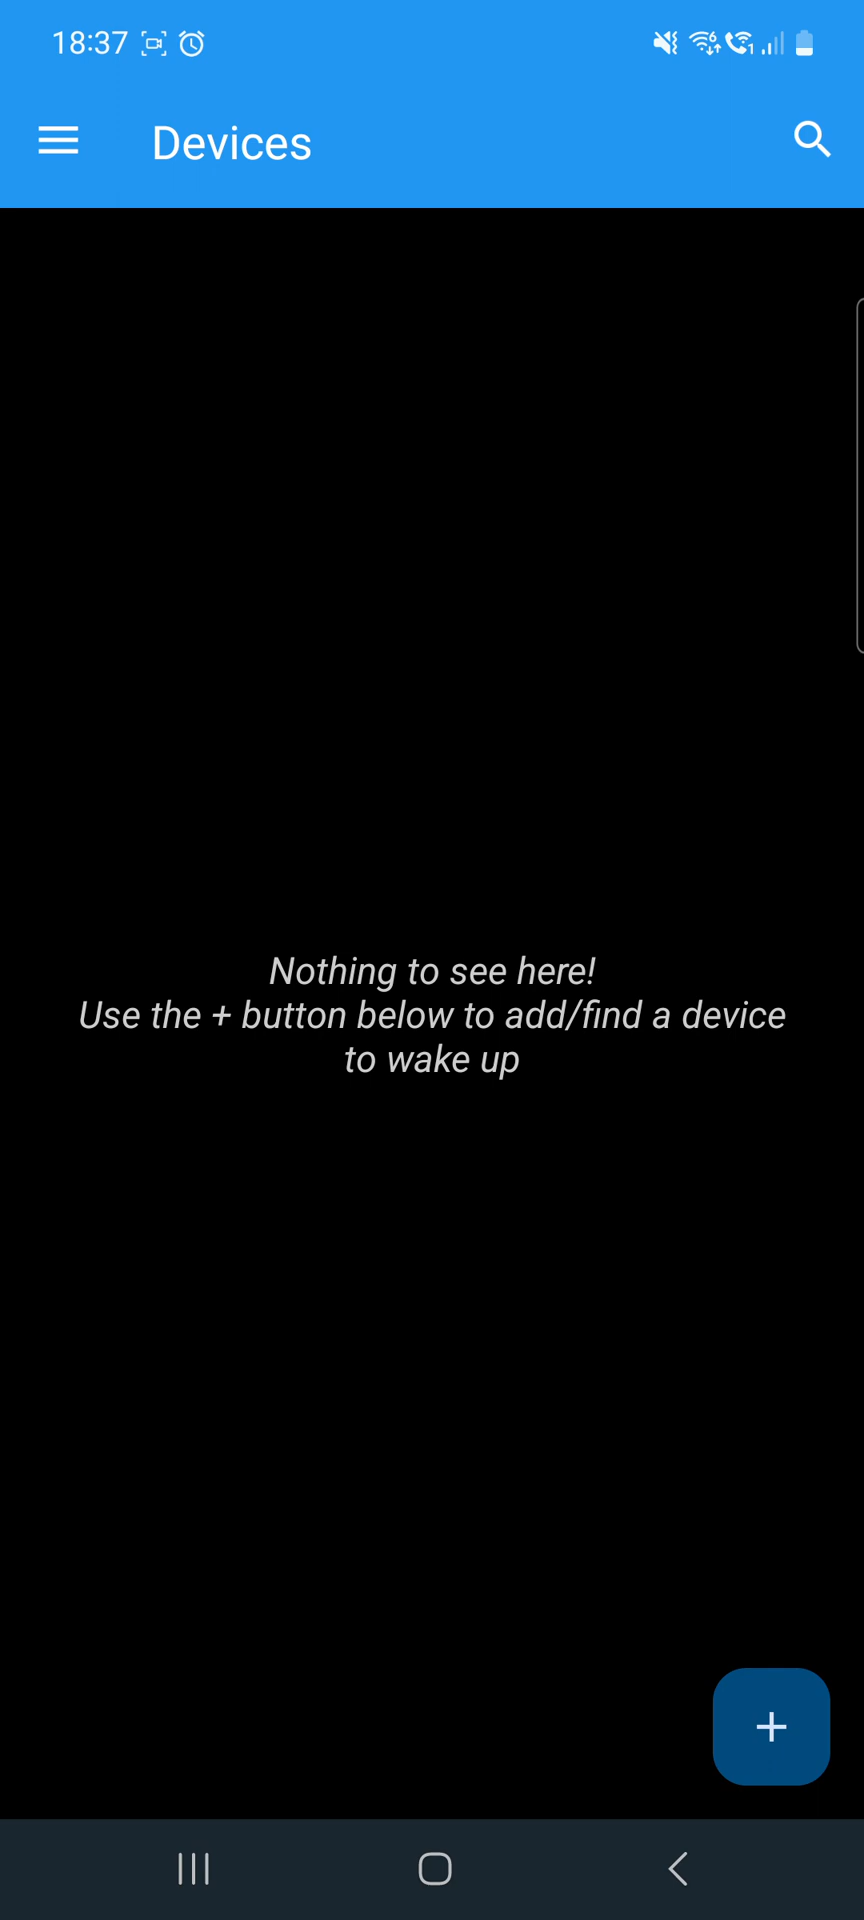 18:37
Devices
Nothing to see here!
Use the + button below to add/find a device
to wake up